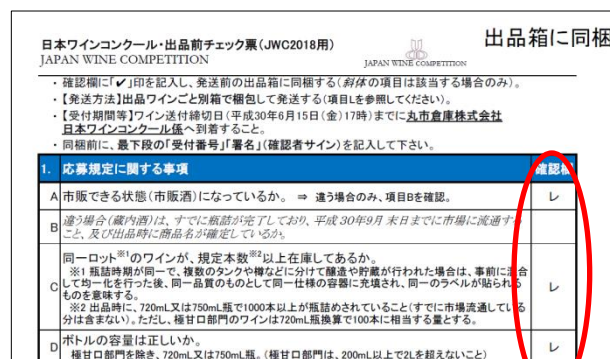 出品箱に同梱
日本ワインコンクール・出品前チェック票(JWC2018用)
JAPAN WINE COMPETITION
JAPAN WINE COMPETITION
・確認欄に「✔」印を記入し、発送前の出品箱に同梱する(斜体の項目は該当する場合のみ)。
・【発送方法】出品ワインごと別箱で梱包して発送する(項目Lを参照してください)。
・【受付期間等】ワイン送付締切日(平成30年6月15日(金)17時)までに丸市倉庫株式会社
日本ワインコンクール係へ到着すること。
・同梱前に、最下段の「受付番号」「署名」(確認者サイン)を記入して下さい。
1. 応募規定に関する事項 確認欄
A 市販できる状態(市販酒)になっているか。 ⇒ 違う場合のみ、項目Bを確認。 レ
B 違う場合(蔵内酒)は、すでに瓶詰が完了しており、平成30年9月末日までに市場に流通す
こと、及び出品時に商品名が確定しているか。
同一ロット※1のワインが、規定本数※2以上在庫してあるか。
※1 瓶詰時期が同一で、複数のタンクや樽などに分けて醸造や貯蔵が行われた場合は、事前に混合
C して均一化を行った後、同一品質のものとして同一仕様の容器に充填され、同一のラベルが貼られる レ
ものを意味する。
※2 出品時に、720mL又は750mL瓶で1000本以上が瓶詰めされていること(すでに市場流通している
分は含まない)。ただし、極甘口部門のワインは720mL瓶換算で100本に相当する量とする。
D ボトルの容量は正しいか。 レ
極甘口部門を除き、720mL又は750mL瓶。(極甘口部門は、200mL以上で2Lを超えないこと)